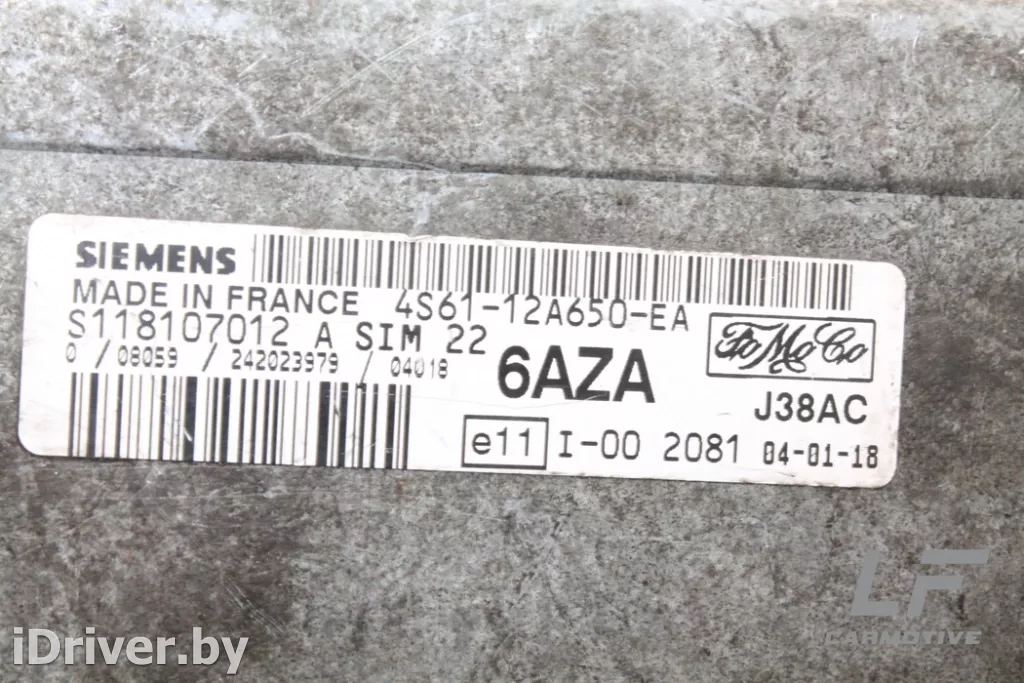 SIEMENS
MADE IN FRANCE 4S61-12A650-EA
S118107012 A SIM 22
0 / 08059 / 242023979 / 04018
6AZA
FoMoCo
J38AC
e11 I-00 2081 04-01-18
LF
CARMOTIVE
iDriver.by